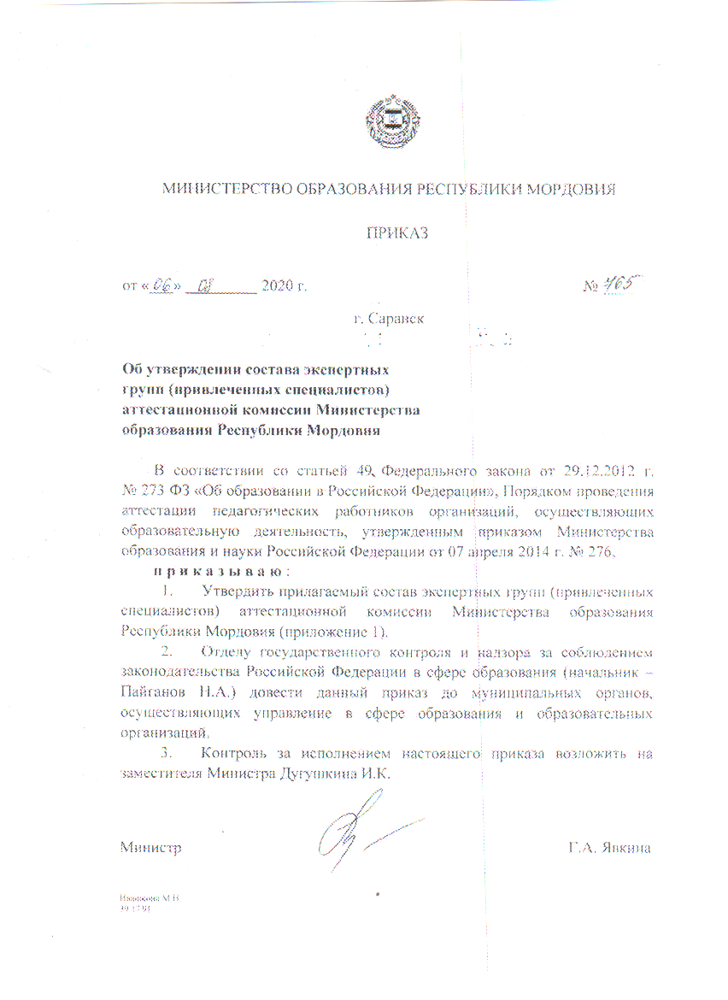 МИНИСТЕРСТВО ОБРАЗОВАНИЯ РЕСПУБЛИКИ МОРДОВИЯ
ПРИКАЗ
от «06» 08 2020 г. № 765
г. Саранск
Об утверждении состава экспертных
групп (привлеченных специалистов)
аттестационной комиссии Министерства
образования Республики Мордовия
В соответствии со статьей 49, Федерального закона от 29.12.2012 г.
№ 273 ФЗ «Об образовании в Российской Федерации», Порядком проведения
аттестации педагогических работников организаций, осуществляющих
образовательную деятельность, утвержденным приказом Министерства
образования и науки Российской Федерации от 07 апреля 2014 г. № 276,
п р и к а з ы в а ю :
1. Утвердить прилагаемый состав экспертных групп (привлеченных
специалистов) аттестационной комиссии Министерства образования
Республики Мордовия (приложение 1).
2. Отделу государственного контроля и надзора за соблюдением
законодательства Российской Федерации в сфере образования (начальник –
Пайганов Н.А.) довести данный приказ до муниципальных органов,
осуществляющих управление в сфере образования и образовательных
организаций.
3. Контроль за исполнением настоящего приказа возложить на
заместителя Министра Дугушкина И.К.
Министр Г.А. Явкина